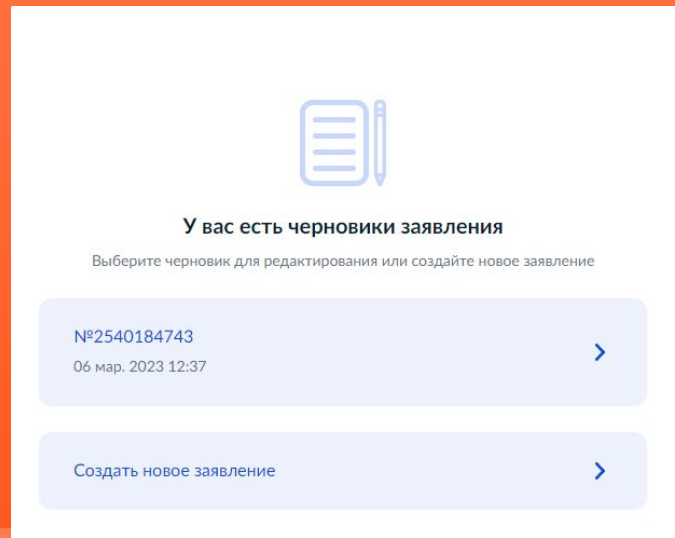 У вас есть черновики заявления
Выберите черновик для редактирования или создайте новое заявление
№2540184743
06 мар. 2023 12:37
Создать новое заявление